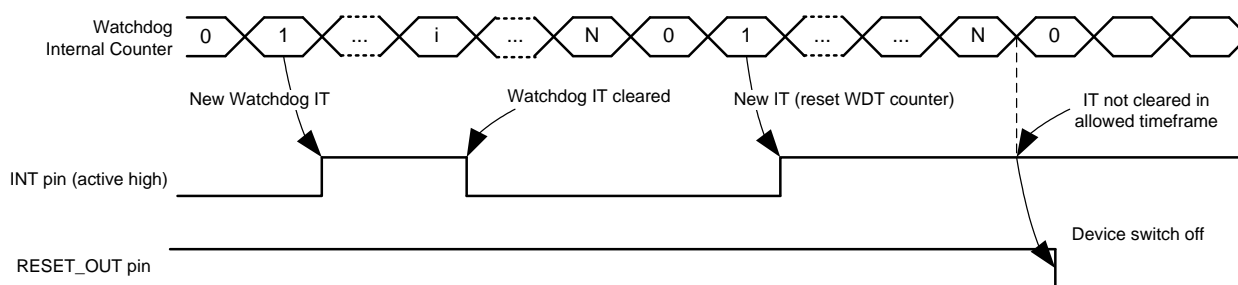 Watchdog
Internal Counter
0 1 ... i ... N 0 1 ... ... N 0
New Watchdog IT
Watchdog IT cleared
New IT (reset WDT counter)
IT not cleared in
allowed timeframe
INT pin (active high)
Device switch off
RESET_OUT pin